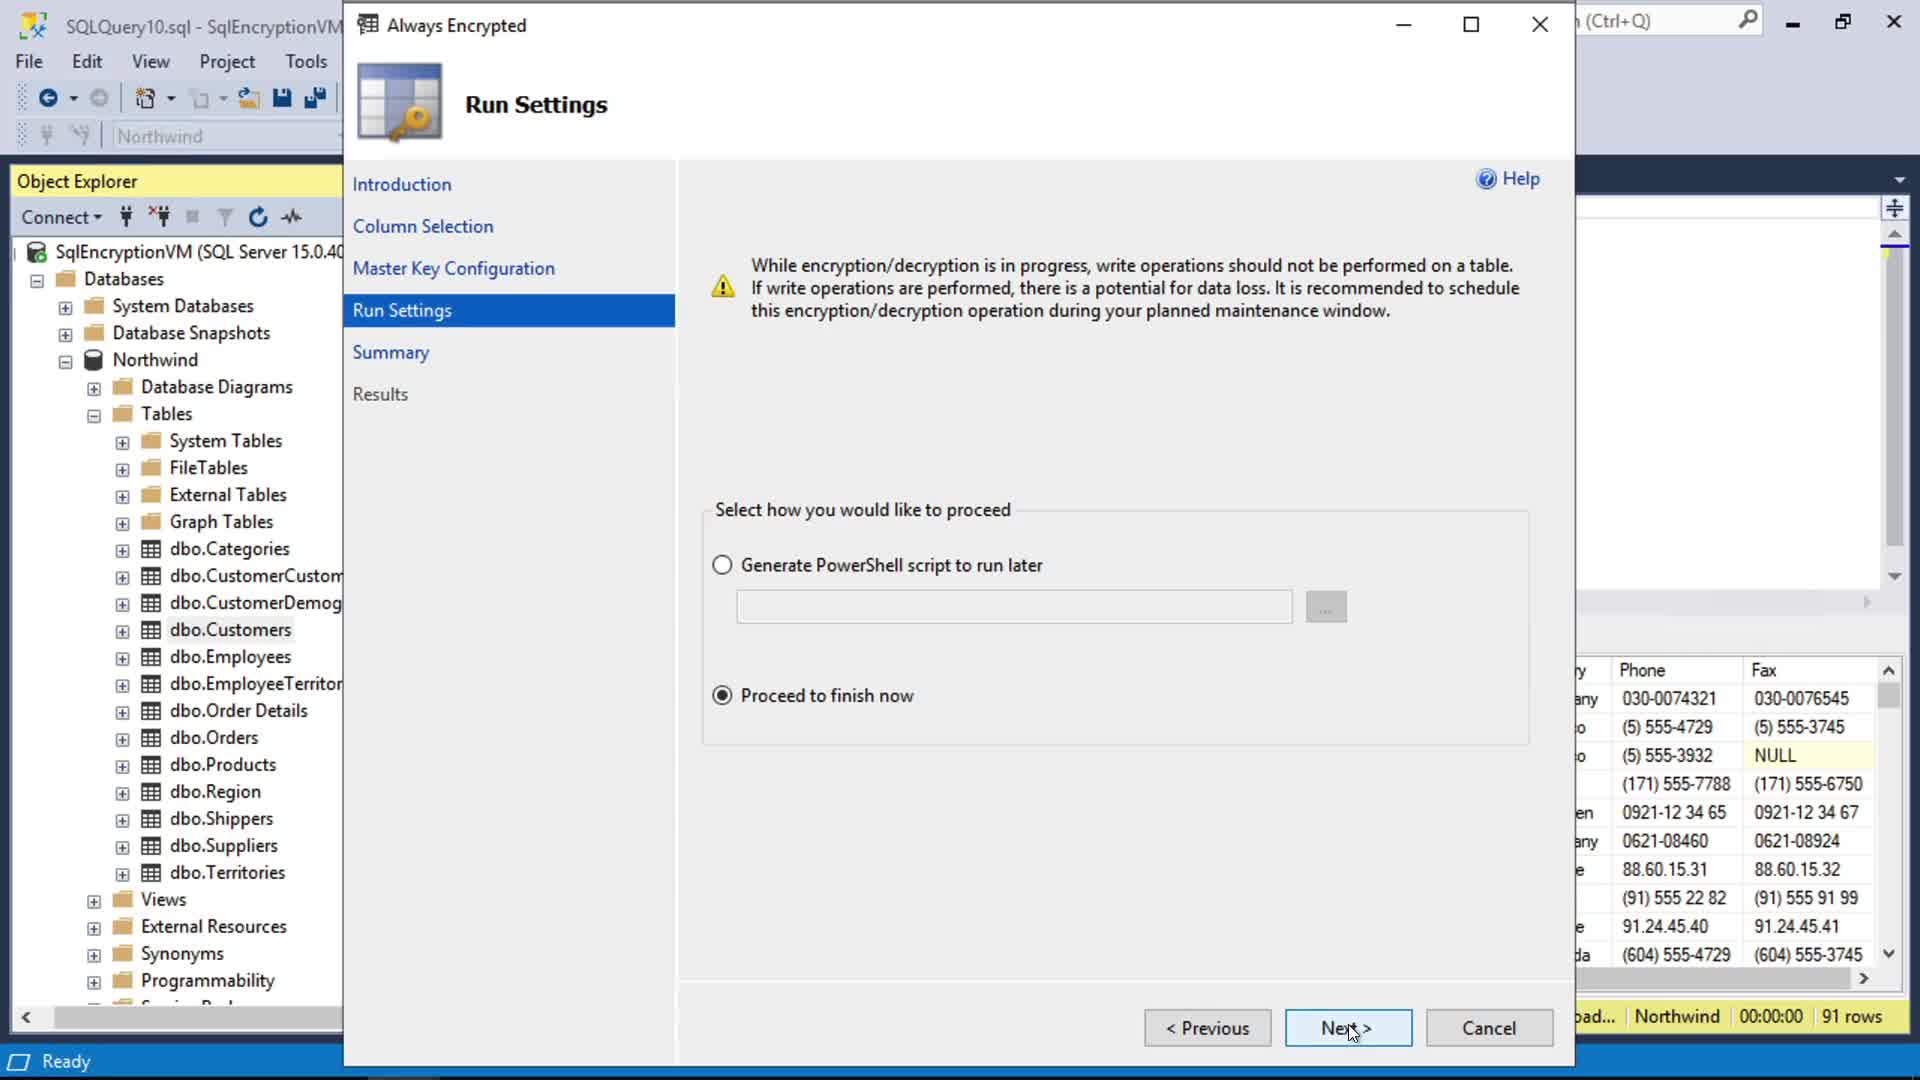 SQLQuery10.sql - SqlEncryptionVM
n (Ctrl+Q)
File Edit View Project Tools
Northwind
Object Explorer
Connect
SqlEncryptionVM (SQL Server 15.0.40
Databases
System Databases
Database Snapshots
Northwind
Database Diagrams
Tables
System Tables
FileTables
External Tables
Graph Tables
dbo.Categories
dbo.CustomerCustom
dbo.CustomerDemog
dbo.Customers
dbo.Employees
dbo.EmployeeTerritor
dbo.Order Details
dbo.Orders
dbo.Products
dbo.Region
dbo.Shippers
dbo.Suppliers
dbo.Territories
Views
External Resources
Synonyms
Programmability
Always Encrypted
Run Settings
Introduction
Column Selection
Master Key Configuration
Run Settings
Summary
Results
Help
While encryption/decryption is in progress, write operations should not be performed on a table.
If write operations are performed, there is a potential for data loss. It is recommended to schedule
this encryption/decryption operation during your planned maintenance window.
Select how you would like to proceed
Generate PowerShell script to run later
...
Proceed to finish now
< Previous Next > Cancel
ry Phone Fax
any 030-0074321 030-0076545
o (5) 555-4729 (5) 555-3745
o (5) 555-3932 NULL
(171) 555-7788 (171) 555-6750
en 0921-12 34 65 0921-12 34 67
any 0621-08460 0621-08924
e 88.60.15.31 88.60.15.32
(91) 555 22 82 (91) 555 91 99
e 91.24.45.40 91.24.45.41
da (604) 555-4729 (604) 555-3745
oad... Northwind 00:00:00 91 rows
Ready